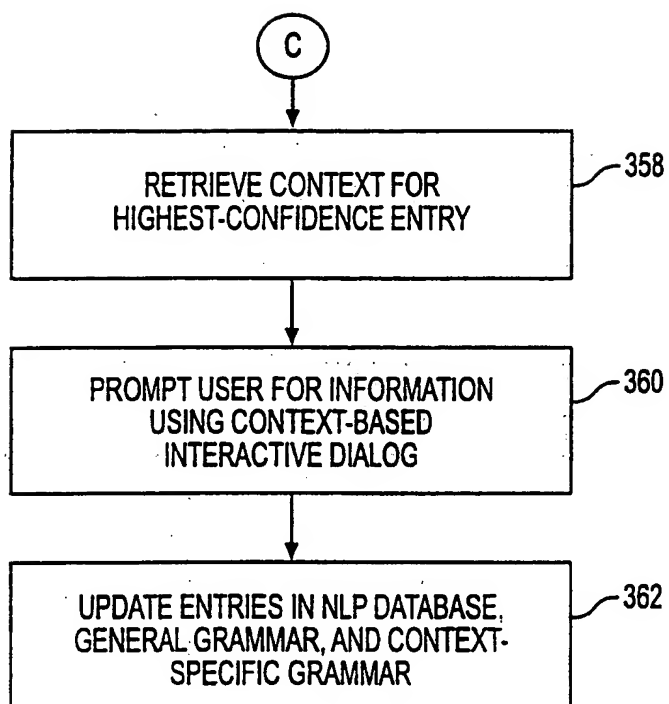 C
RETRIEVE CONTEXT FOR
HIGHEST-CONFIDENCE ENTRY
358
PROMPT USER FOR INFORMATION
USING CONTEXT-BASED
INTERACTIVE DIALOG
360
UPDATE ENTRIES IN NLP DATABASE,
GENERAL GRAMMAR, AND CONTEXT-
SPECIFIC GRAMMAR
362